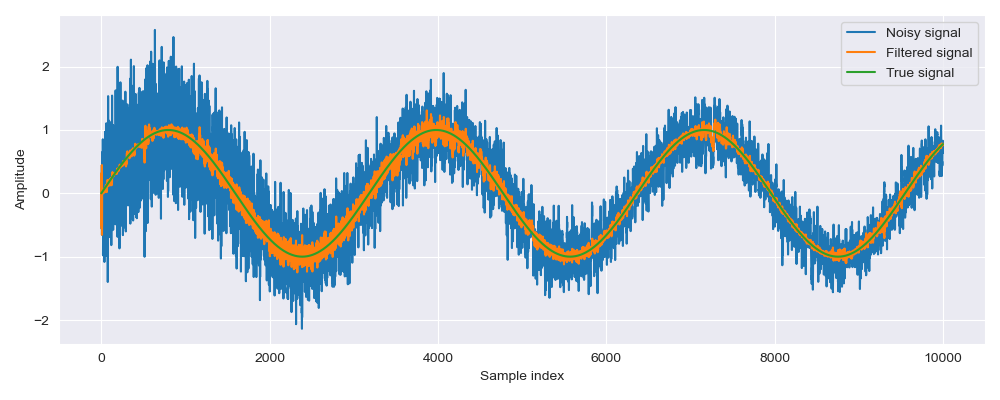 Noisy signal
Filtered signal
True signal
Amplitude
2
1
0
−1
−2
0 2000 4000 6000 8000 10000
Sample index